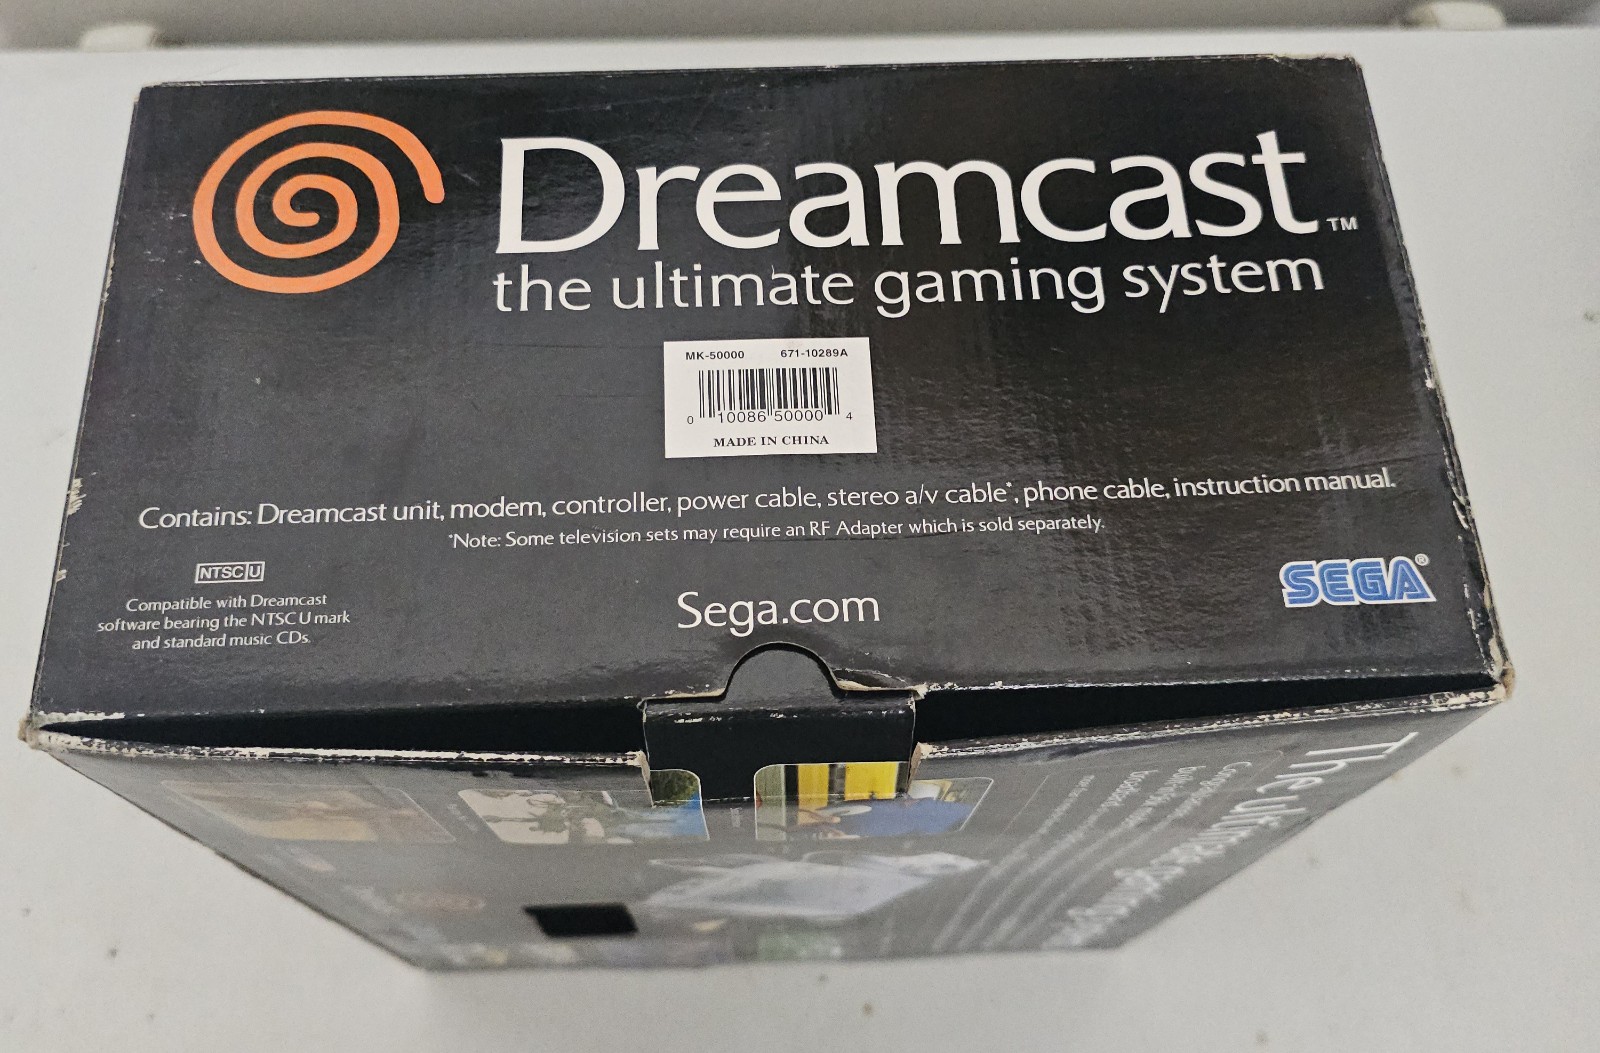 Dreamcast™
the ultimate gaming system
MK-50000 671-10289A
0 10086 50000 4
MADE IN CHINA
Contains: Dreamcast unit, modem, controller, power cable, stereo a/v cable*, phone cable, instruction manual.
*Note: Some television sets may require an RF Adapter which is sold separately.
NTSC U
Compatible with Dreamcast
software bearing the NTSC U mark
and standard music CDs.
Sega.com
SEGA®
The ultimate gaming